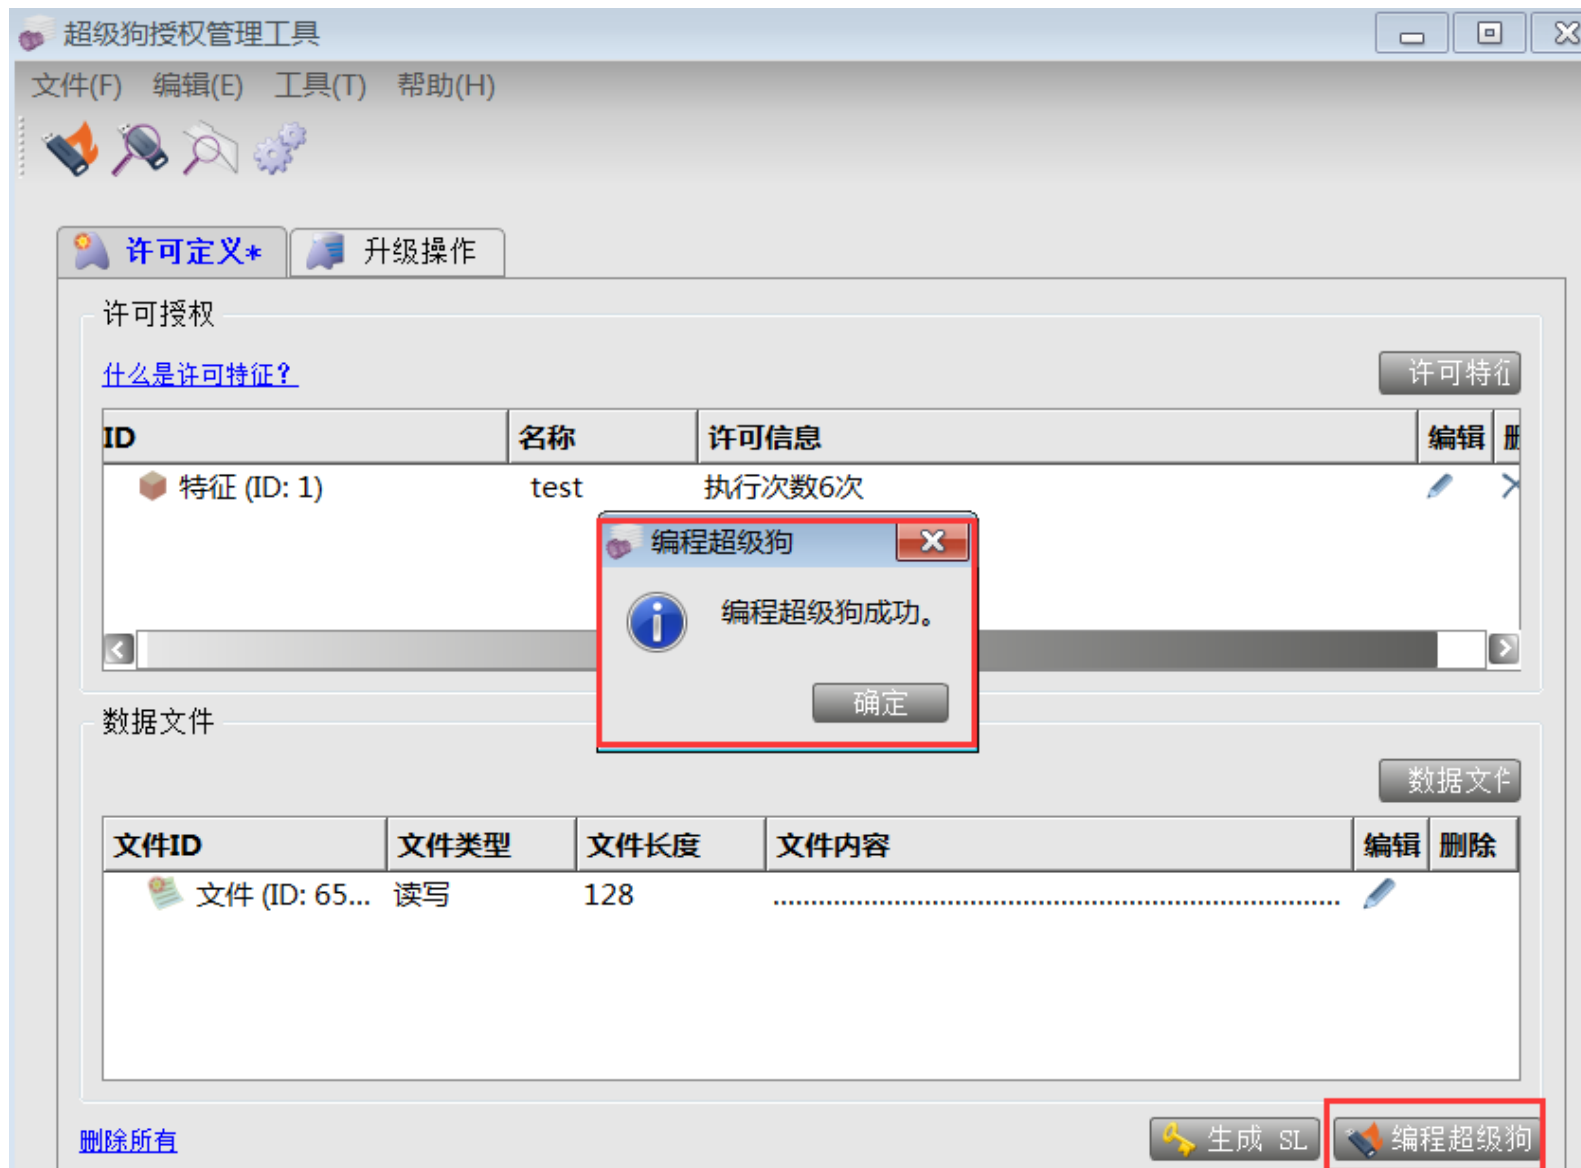 超级狗授权管理工具
文件(F) 编辑(E) 工具(T) 帮助(H)
许可定义* 升级操作
许可授权
什么是许可特征?
许可特征
ID 名称 许可信息 编辑
特征 (ID: 1) test 执行次数6次
编程超级狗
编程超级狗成功。
确定
数据文件
数据文件
文件ID 文件类型 文件长度 文件内容 编辑 删除
文件 (ID: 65... 读写 128 ................................................................
删除所有 生成 SL 编程超级狗